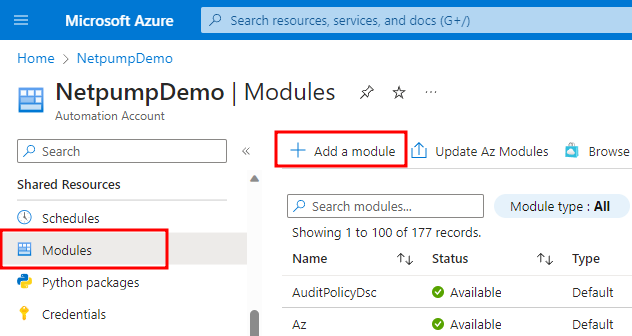 Microsoft Azure
Search resources, services, and docs (G+/)
Home > NetpumpDemo
NetpumpDemo | Modules
Automation Account
Search
Add a module
Update Az Modules
Browse
Shared Resources
Schedules
Modules
Python packages
Credentials
Search modules...
Module type : All
Showing 1 to 100 of 177 records.
Name Status Type
AuditPolicyDsc Available Default
Az Available Default